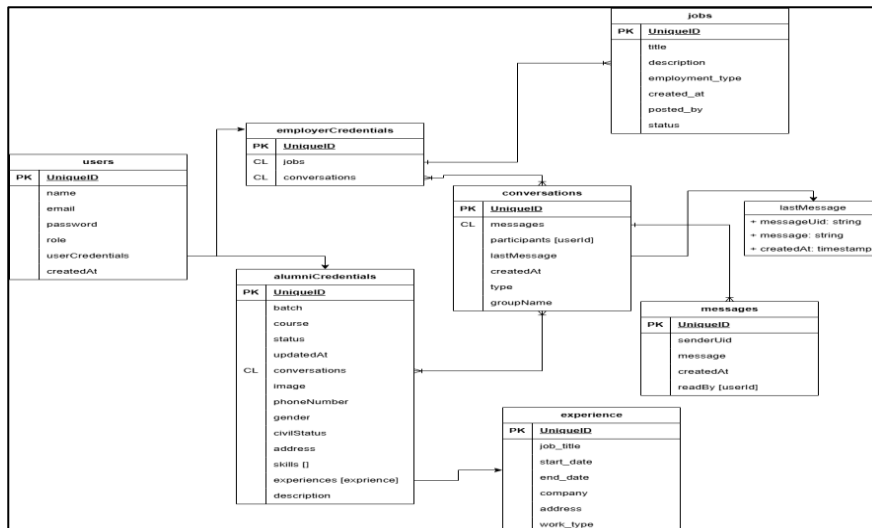 jobs
PK UniqueID
title
description
employment_type
created_at
posted_by
status
employerCredentials
PK UniqueID
CL jobs
CL conversations
users
PK UniqueID
name
email
password
role
userCredentials
createdAt
conversations
PK UniqueID
CL messages
participants [userId]
lastMessage
createdAt
type
groupName
lastMessage
+ messageUid: string
+ message: string
+ createdAt: timestamp
alumniCredentials
PK UniqueID
batch
course
status
updatedAt
CL conversations
image
phoneNumber
gender
civilStatus
address
skills []
experiences [exprience]
description
messages
PK UniqueID
senderUid
message
createdAt
readBy [userId]
experience
PK UniqueID
job_title
start_date
end_date
company
address
work_type